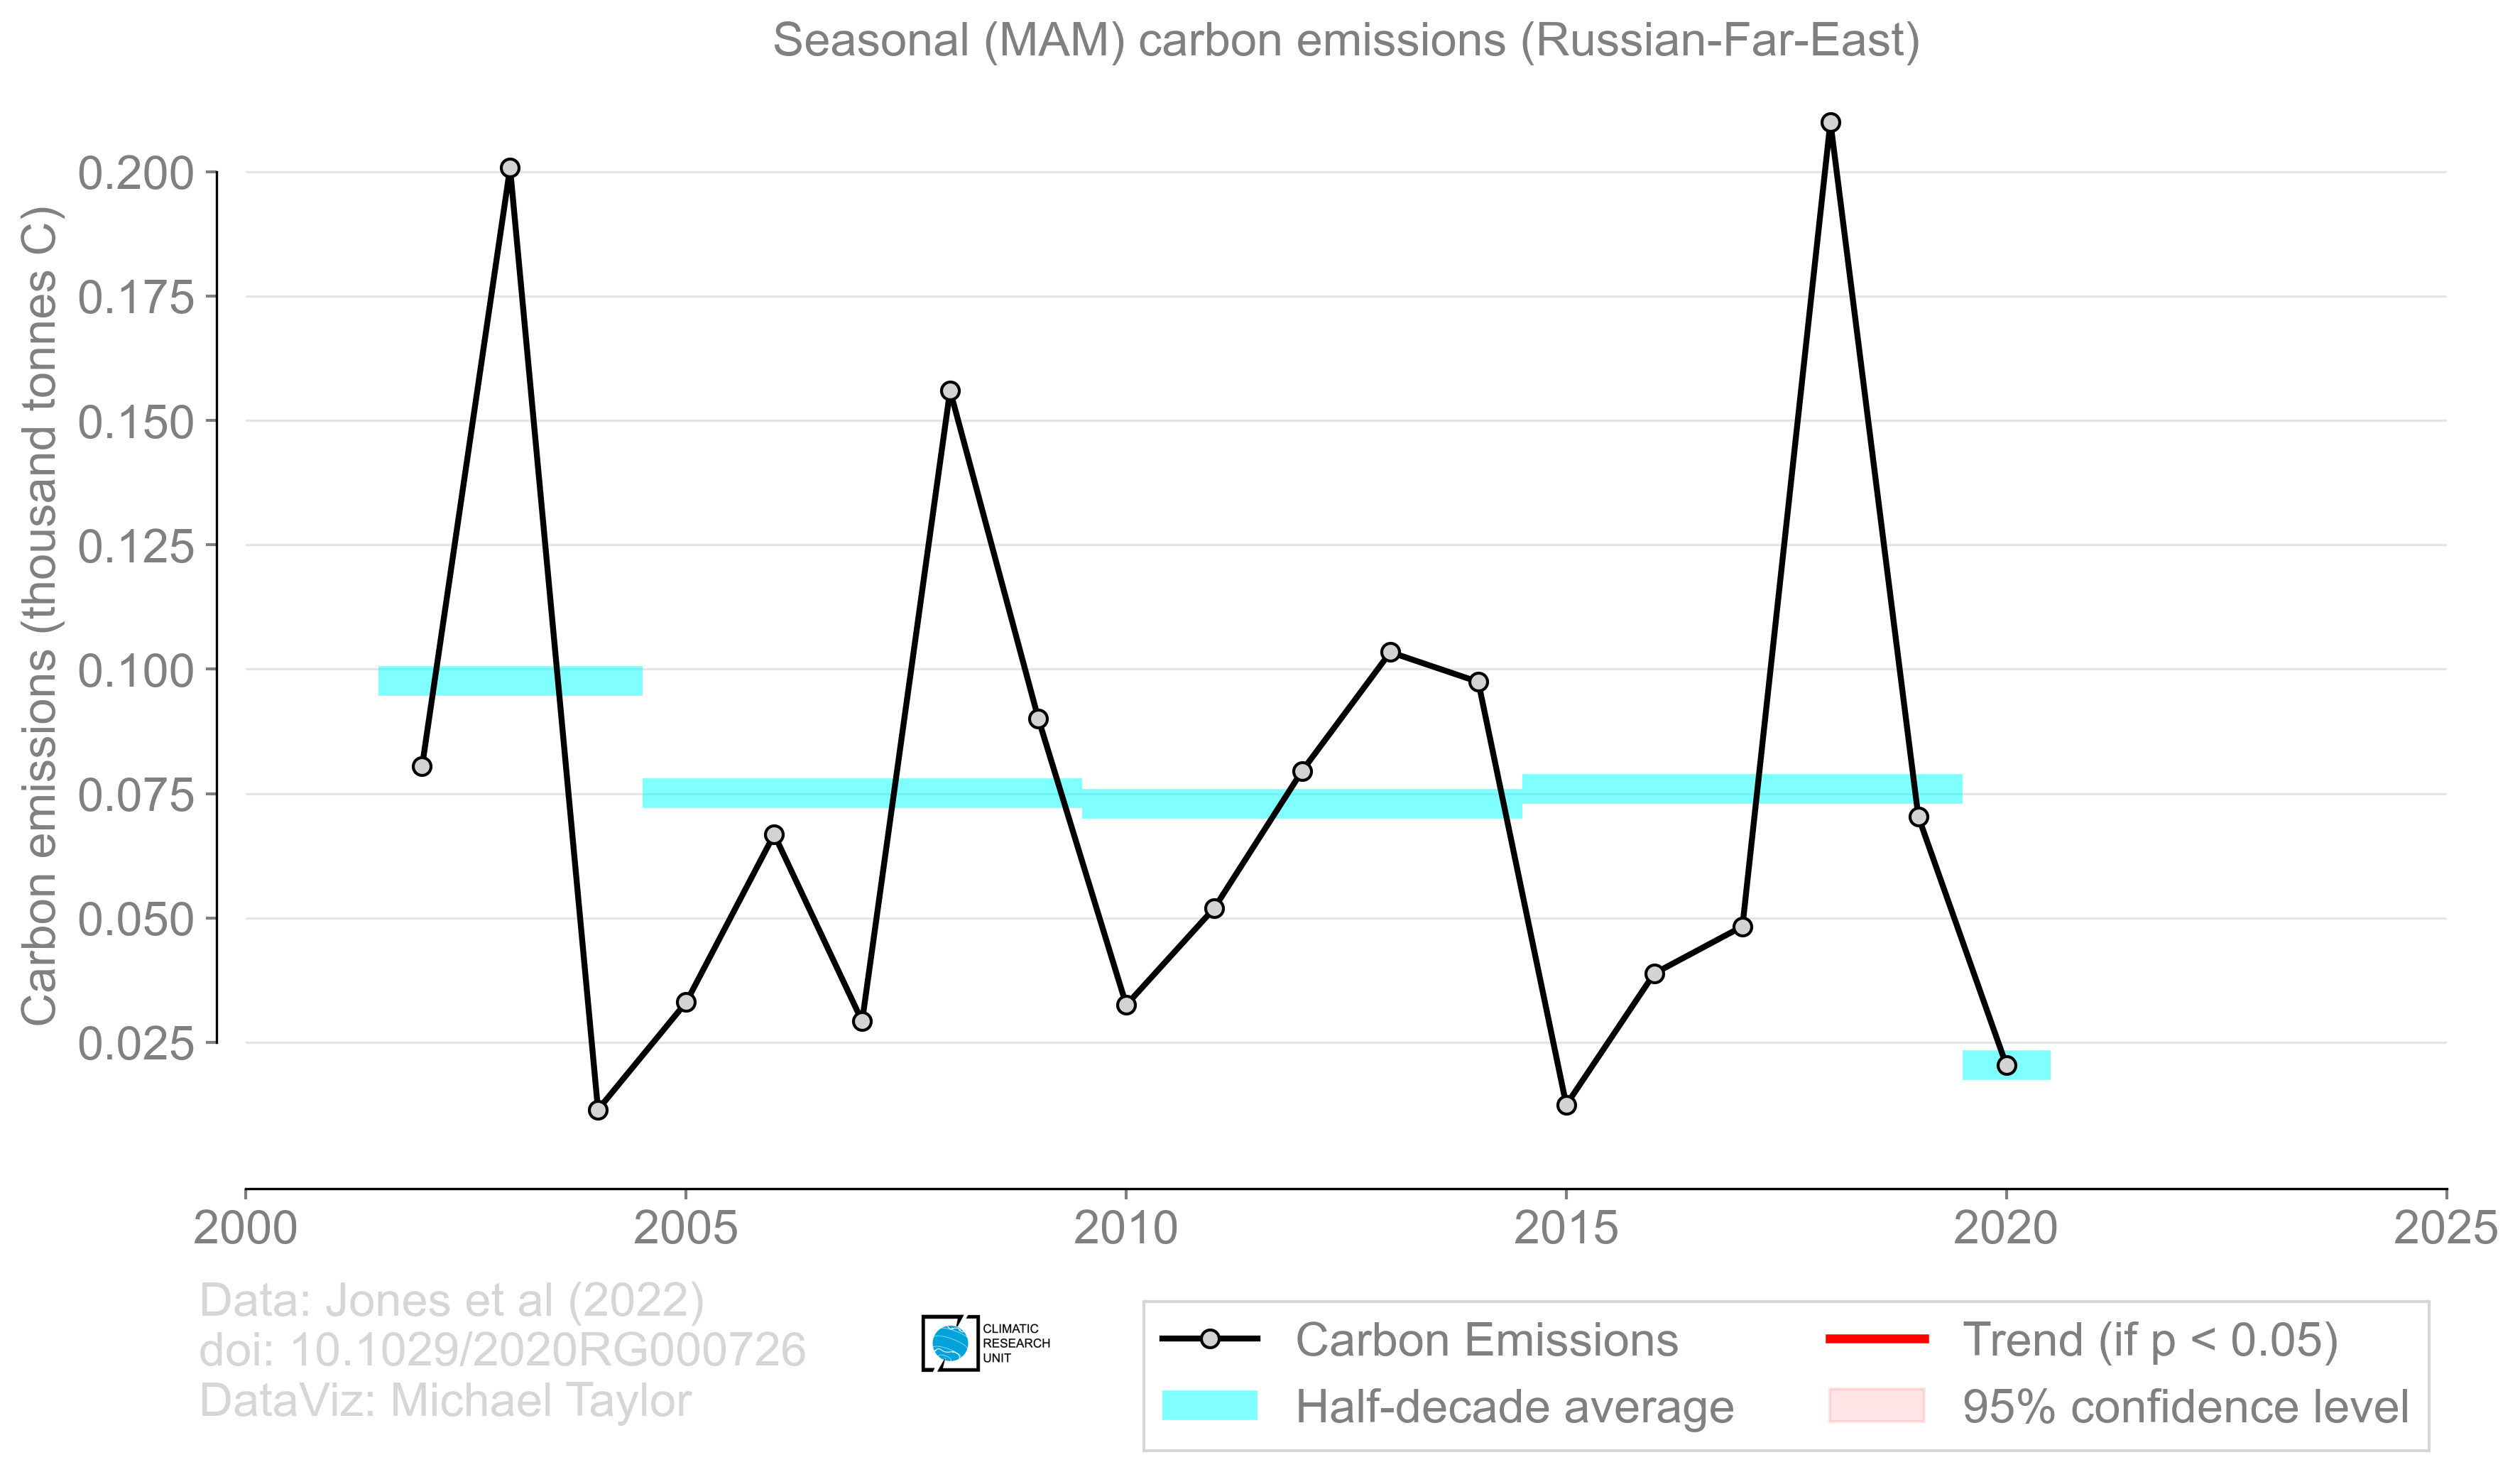 Seasonal (MAM) carbon emissions (Russian-Far-East)
Carbon emissions (thousand tonnes C)
0.200
0.175
0.150
0.125
0.100
0.075
0.050
0.025
2000 2005 2010 2015 2020 2025
Data: Jones et al (2022)
doi: 10.1029/2020RG000726
DataViz: Michael Taylor
CLIMATIC
RESEARCH
UNIT
Carbon Emissions
Half-decade average
Trend (if p < 0.05)
95% confidence level